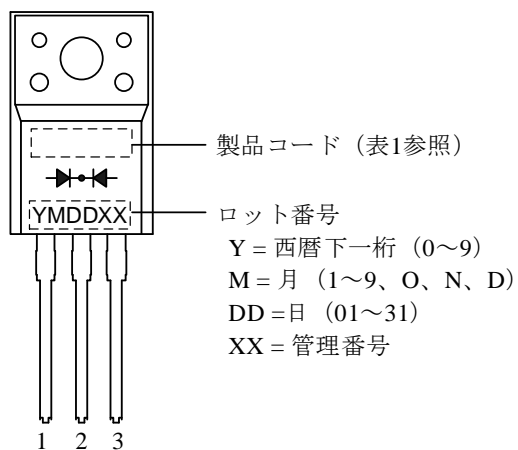 製品コード（表1参照）
YMDDXX
ロット番号
Y = 西暦下一桁（0～9）
M = 月（1～9、O、N、D）
DD =日（01～31）
XX = 管理番号
1 2 3